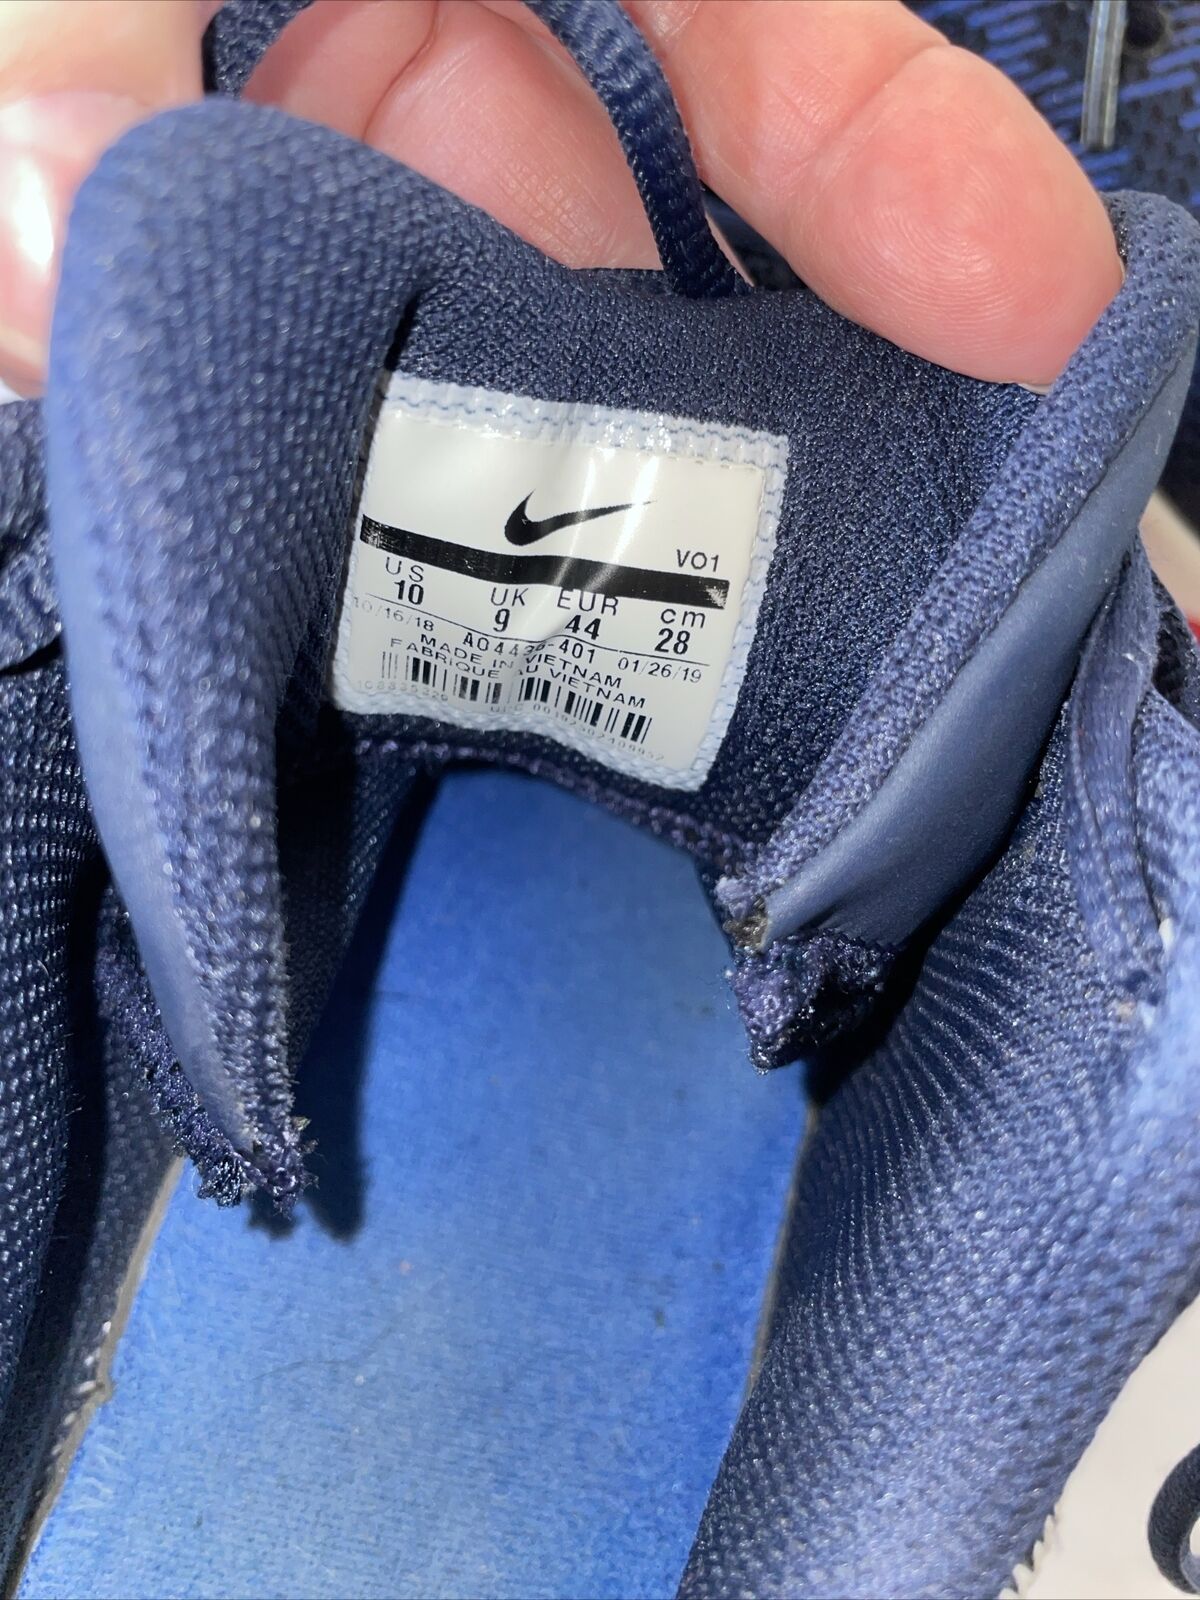 VO1
US UK EUR cm
10 9 44 28
10/16/18 01/26/19
MADE IN VIETNAM
FABRIQUE AU VIETNAM